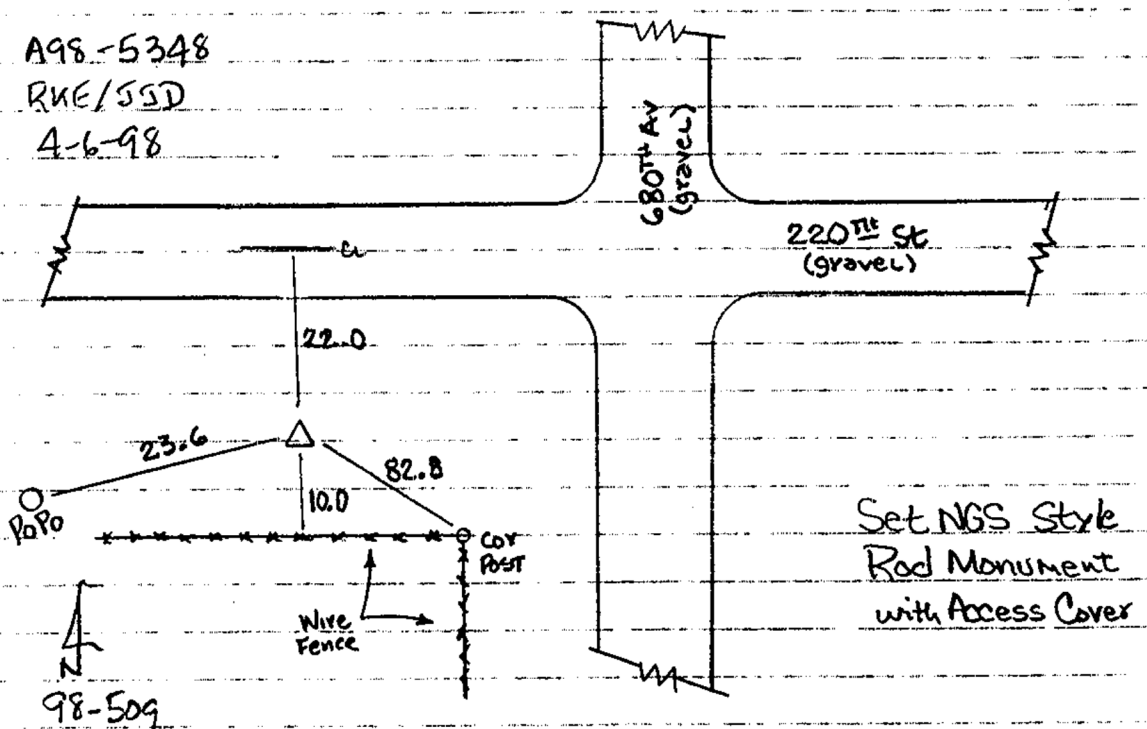 A98-5348
RKE/JJD
4-6-98
680TH AV
(gravel)
220TH St
(gravel)
CL
22.0
23.6
82.8
10.0
PoPo
Cor
Post
Wire
Fence
Set NGS Style
Rod Monument
with Access Cover
N
98-509